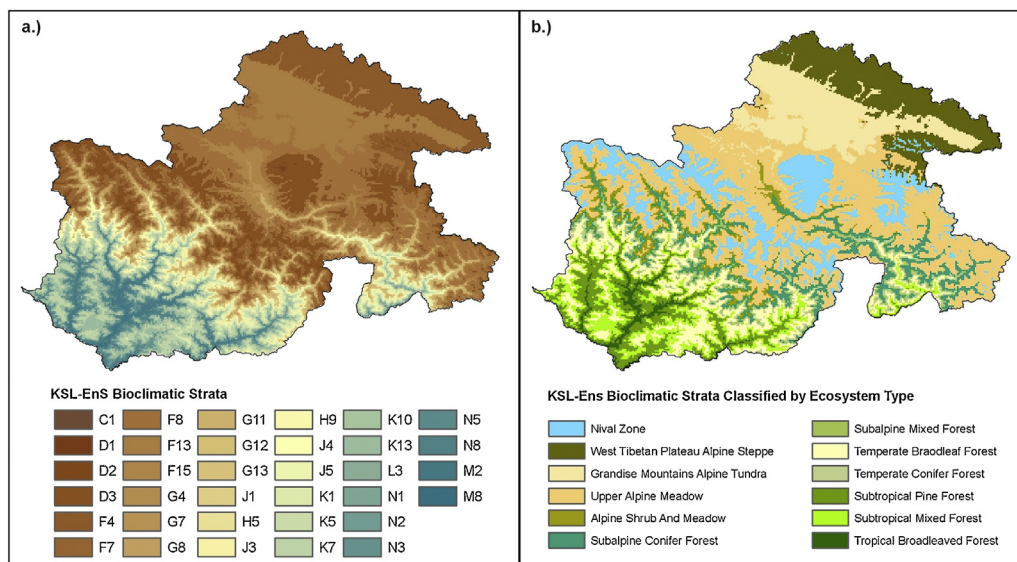 a.)
KSL-EnS Bioclimatic Strata
C1 F8 G11 H9 K10 N5
D1 F13 G12 J4 K13 N8
D2 F15 G13 J5 L3 M2
D3 G4 J1 K1 N1 M8
F4 G7 H5 K5 N2
F7 G8 J3 K7 N3
b.)
KSL-Ens Bioclimatic Strata Classified by Ecosystem Type
Nival Zone
West Tibetan Plateau Alpine Steppe
Grandise Mountains Alpine Tundra
Upper Alpine Meadow
Alpine Shrub And Meadow
Subalpine Conifer Forest
Subalpine Mixed Forest
Temperate Braodleaf Forest
Temperate Conifer Forest
Subtropical Pine Forest
Subtropical Mixed Forest
Tropical Broadleaved Forest